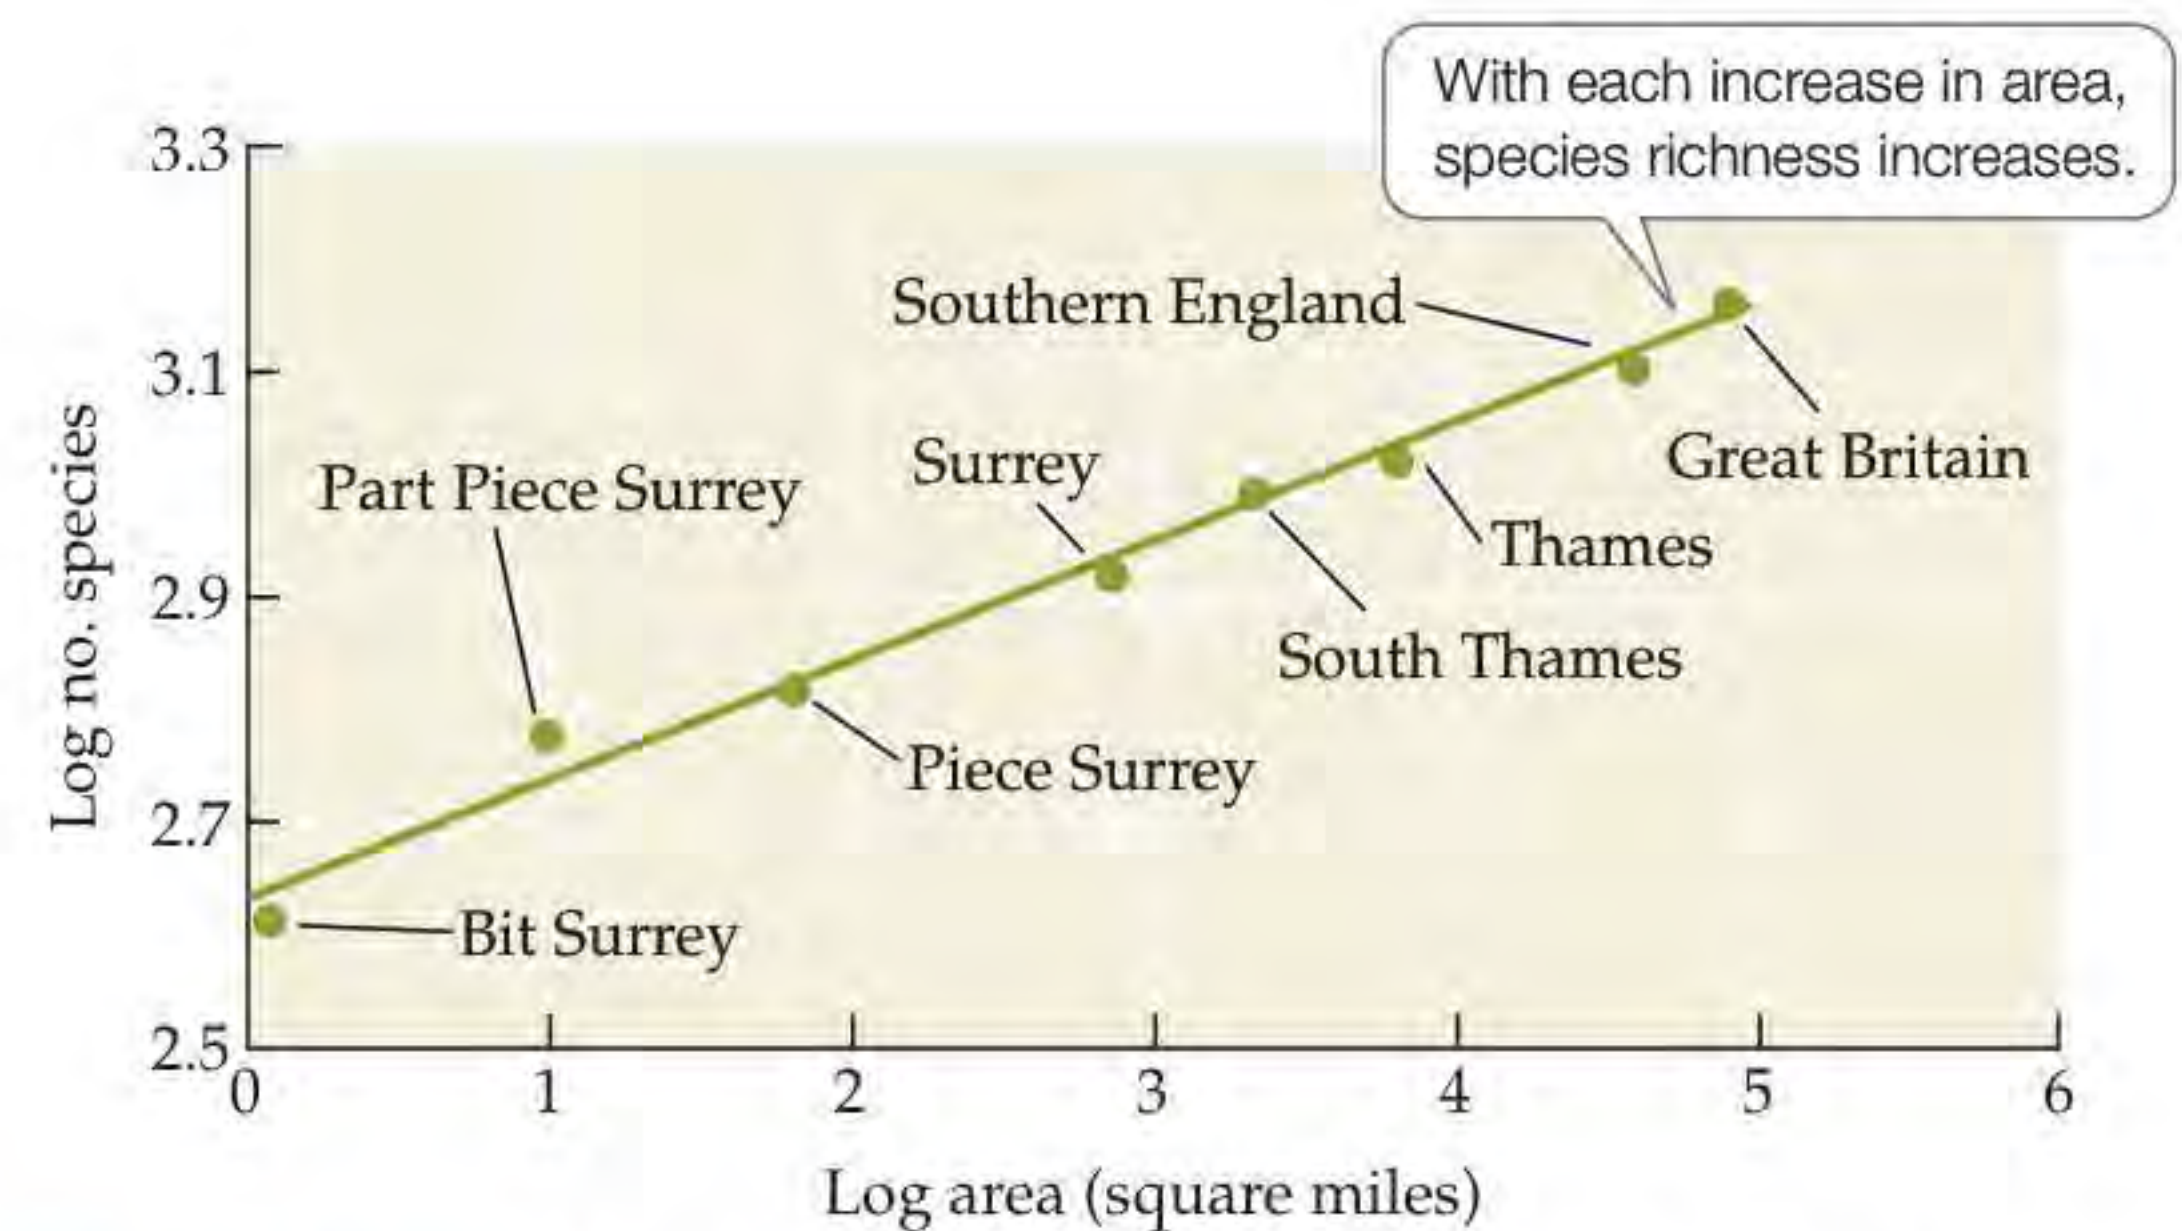 With each increase in area,
species richness increases.
3.3
Southern England
3.1
Great Britain
Surrey
Part Piece Surrey
Thames
2.9
South Thames
Piece Surrey
2.7
Bit Surrey
2.5
Log no. species
0 1 2 3 4 5 6
Log area (square miles)